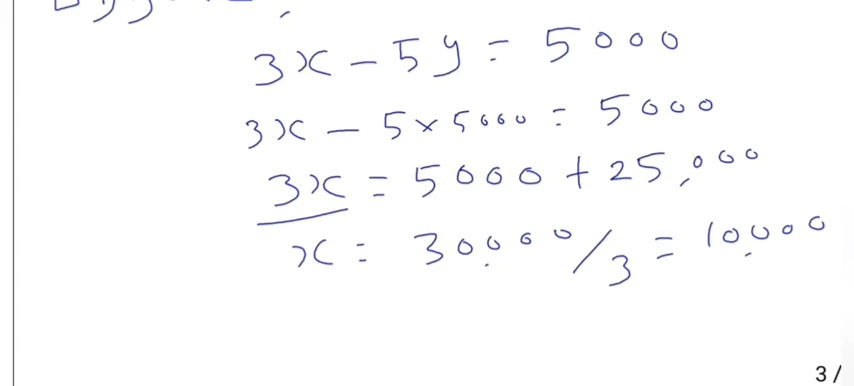 3x - 5y = 5000
3x - 5 × 5000 = 5000
3x = 5000 + 25,000
x = 30,000/3 = 10,000
3/